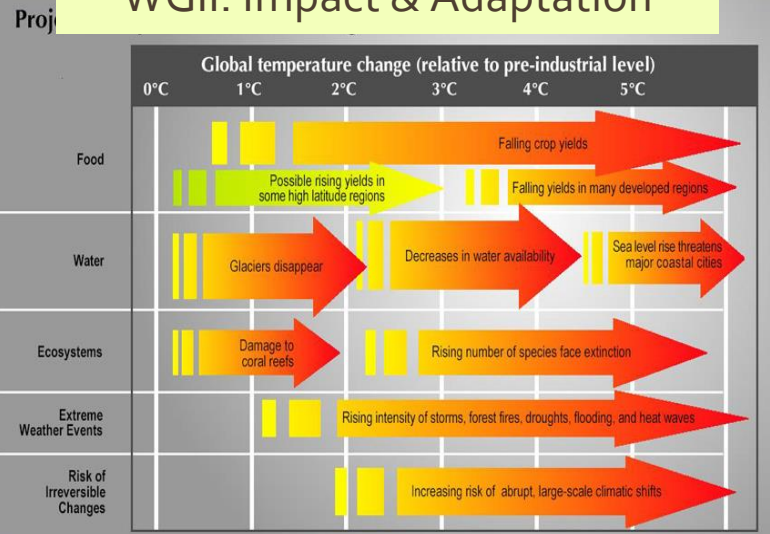 WGII: Impact & Adaptation
Global temperature change (relative to pre-industrial level)
0°C 1°C 2°C 3°C 4°C 5°C
Food
Falling crop yields
Possible rising yields in
some high latitude regions
Falling yields in many developed regions
Water
Glaciers disappear
Decreases in water availability
Sea level rise threatens
major coastal cities
Ecosystems
Damage to
coral reefs
Rising number of species face extinction
Extreme
Weather Events
Rising intensity of storms, forest fires, droughts, flooding, and heat waves
Risk of
Irreversible
Changes
Increasing risk of abrupt, large-scale climatic shifts